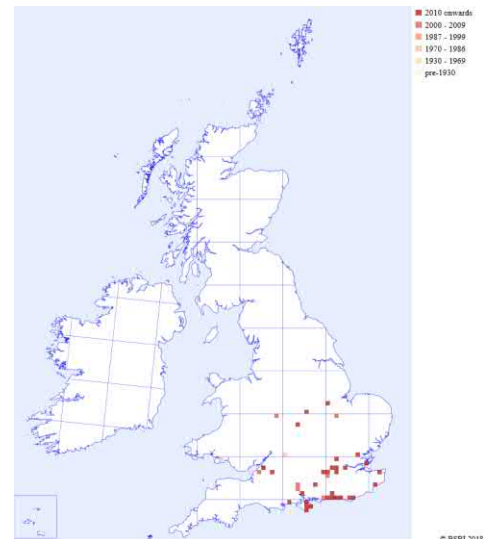 2010 onwards
2000 - 2009
1987 - 1999
1970 - 1986
1930 - 1969
pre-1930
© BSBI 2018